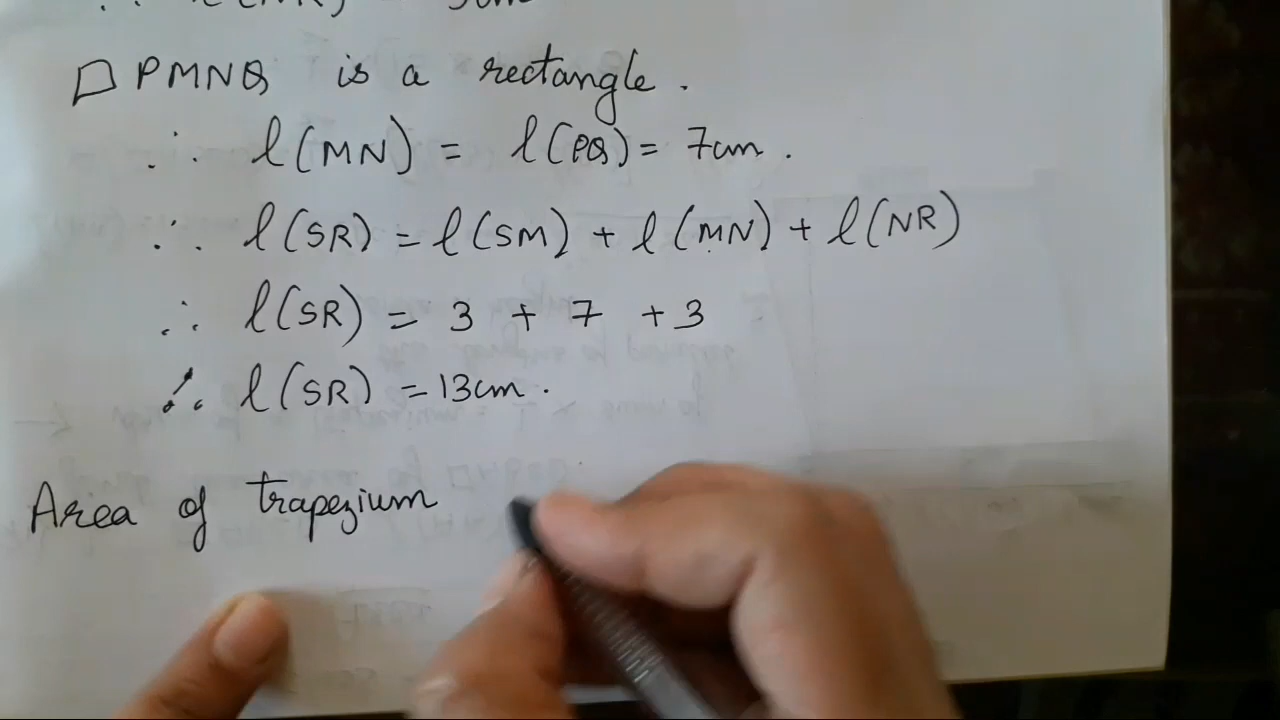 ▱ PMNQ is a rectangle.
∴ l(MN) = l(PQ) = 7cm.
∴ l(SR) = l(SM) + l(MN) + l(NR)
∴ l(SR) = 3 + 7 + 3
∴ l(SR) = 13cm.
Area of trapezium